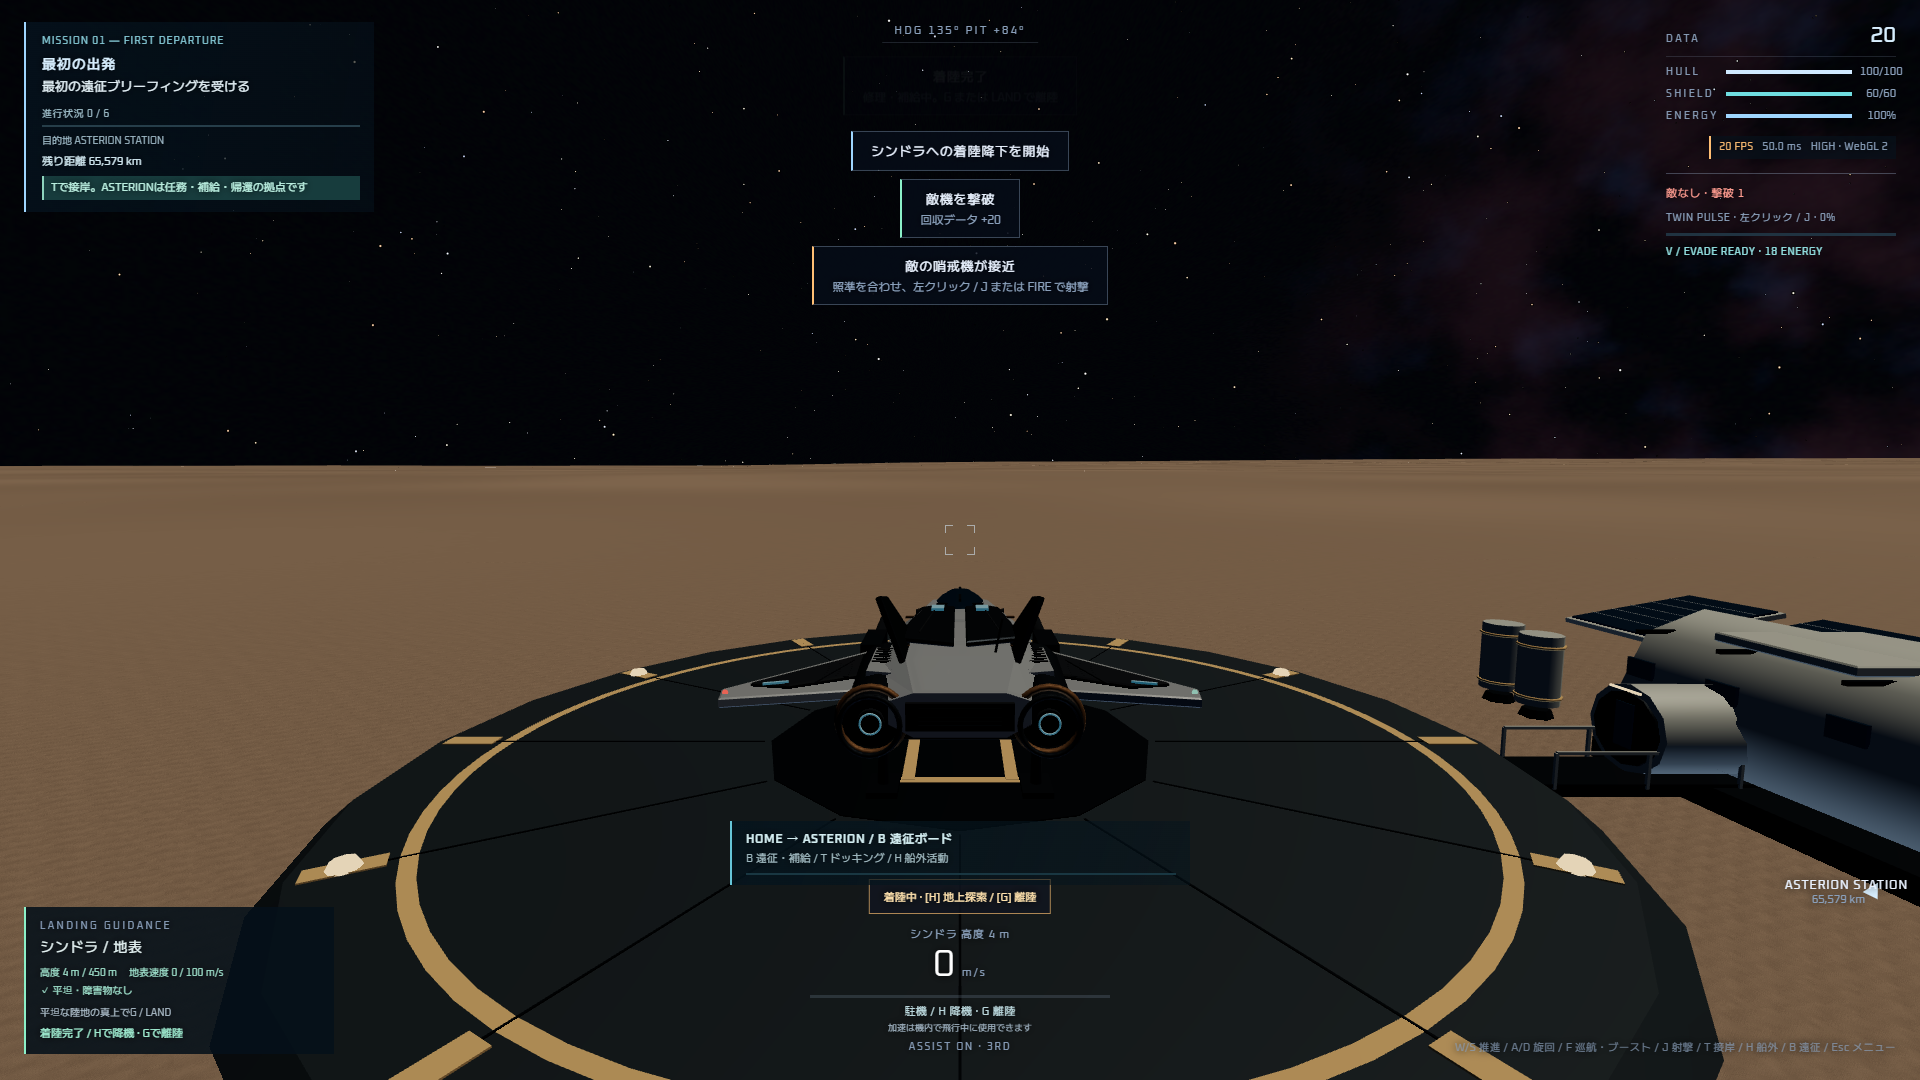 MISSION 01 — FIRST DEPARTURE
最初の出発
最初の遠征ブリーフィングを受ける
進行状況 0 / 6
目的地 ASTERION STATION
残り距離 65,579 km
Tで接岸。ASTERIONは任務・補給・帰還の拠点です
HDG 135° PIT +84°
着陸完了
シンドラへの着陸降下を開始
敵機を撃破
回収データ +20
敵の哨戒機が接近
照準を合わせ、左クリック / J または FIRE で射撃
DATA 20
HULL 100/100
SHIELD 60/60
ENERGY 100%
20 FPS 50.0 ms HIGH · WebGL 2
敵なし · 撃破 1
TWIN PULSE · 左クリック / J · 0%
V / EVADE READY · 18 ENERGY
HOME → ASTERION / B 遠征ボード
B 遠征・補給 / T ドッキング / H 船外活動
着陸中 · [H] 地上探索 / [G] 離陸
シンドラ 高度 4 m
0 m/s
駐機 / H 降機 · G 離陸
加速は機内で飛行中に使用できます
ASSIST ON · 3RD
ASTERION STATION
65,579 km
LANDING GUIDANCE
シンドラ / 地表
高度 4 m / 450 m 地表速度 0 / 100 m/s
✓ 平坦・障害物なし
平坦な陸地の真上でG / LAND
着陸完了 / Hで降機 · Gで離陸
W/S 推進 / A/D 旋回 / F 巡航・ブースト / J 射撃 / T 接岸 / H 船外 / B 遠征 / Esc メニュー